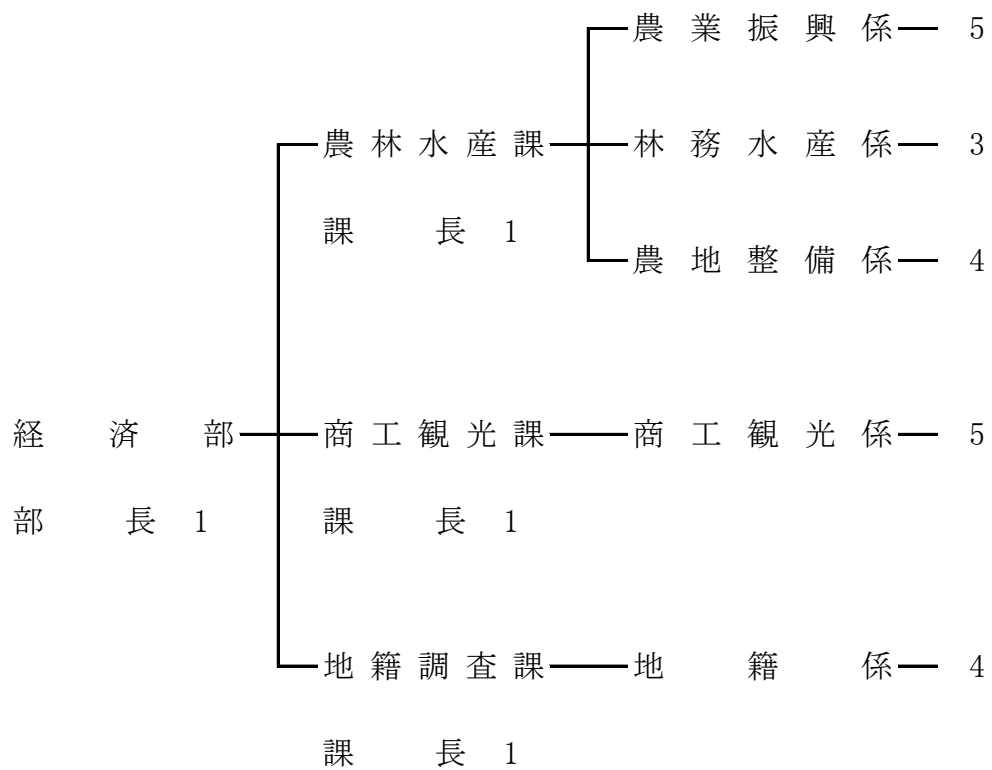 農業振興係 5
農林水産課 林務水産係 3
課長 1
農地整備係 4
経済部 商工観光課 商工観光係 5
部長 1 課長 1
地籍調査課 地籍係 4
課長 1